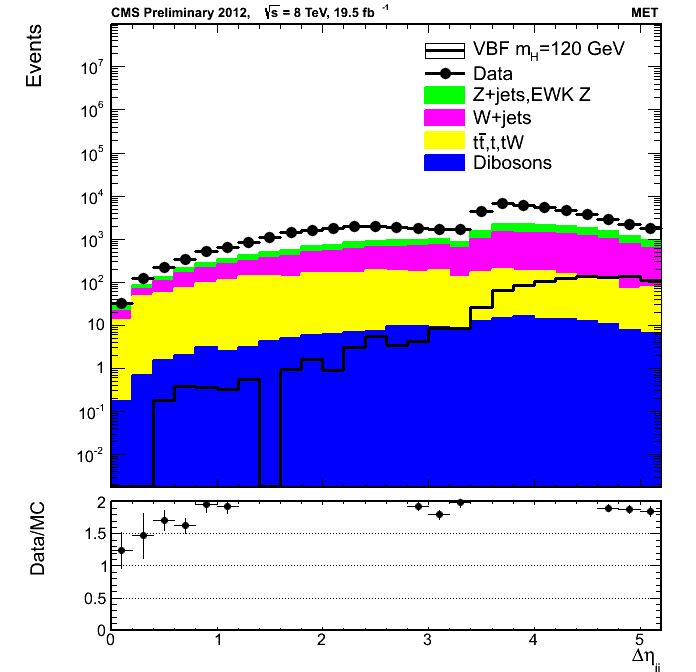 CMS Preliminary 2012, √s = 8 TeV, 19.5 fb⁻¹ MET
Events
VBF m_H=120 GeV
Data
Z+jets,EWK Z
W+jets
tt̅,t,tW
Dibosons
10⁷
10⁶
10⁵
10⁴
10³
10²
10
1
10⁻¹
10⁻²
Data/MC
2
1.5
1
0.5
0
0 1 2 3 4 5
Δη_jj